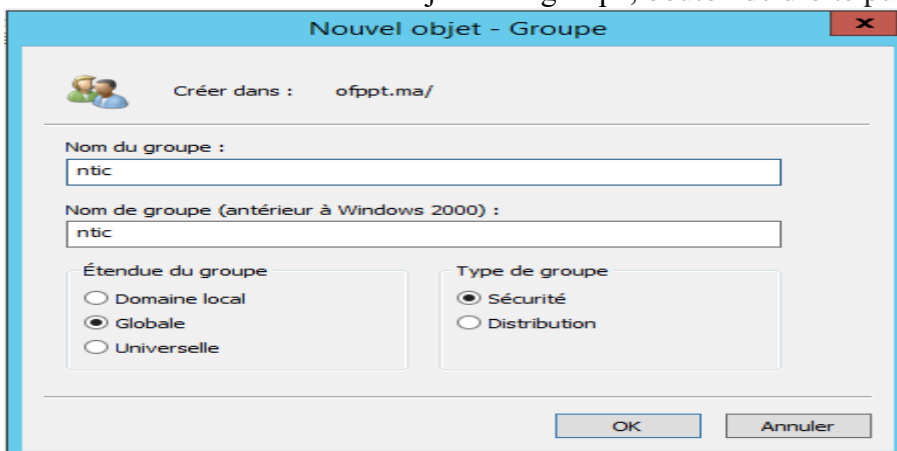 Nouvel objet - Groupe
Créer dans : ofppt.ma/
Nom du groupe :
ntic
Nom de groupe (antérieur à Windows 2000) :
ntic
Étendue du groupe
Domaine local
Globale
Universelle
Type de groupe
Sécurité
Distribution
OK Annuler